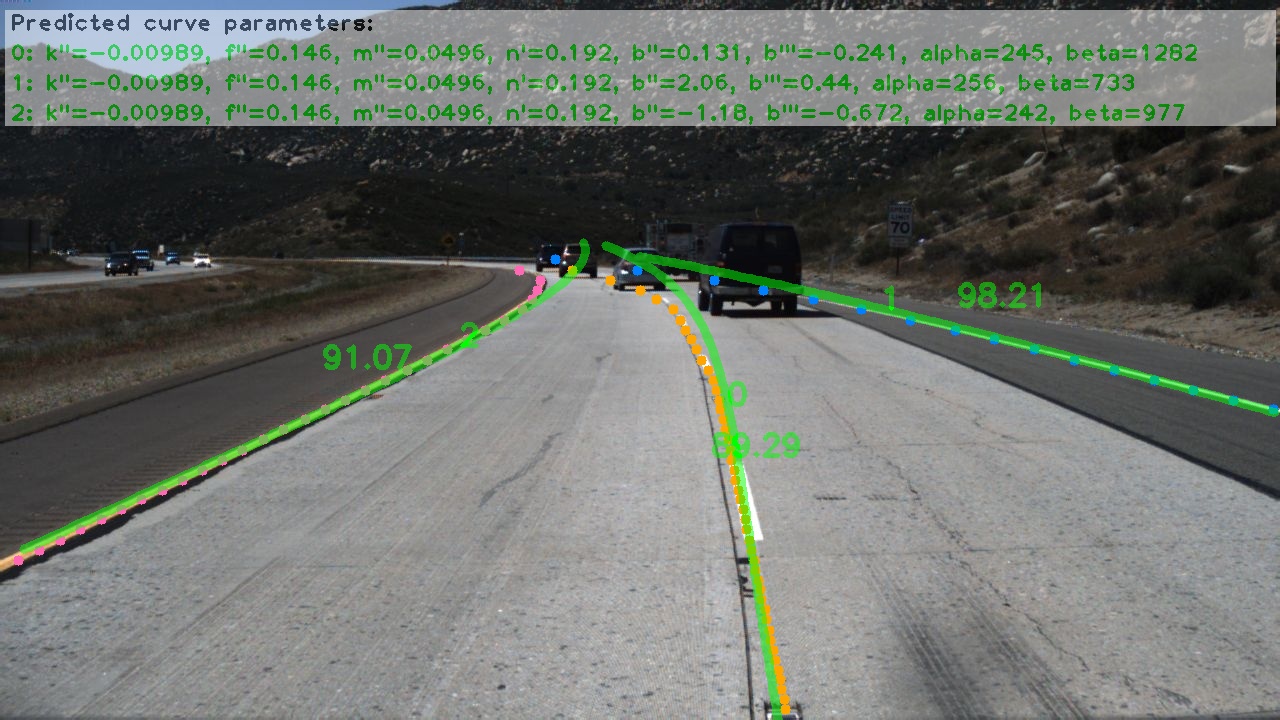 Predicted curve parameters:
0: k''=-0.00989, f''=0.146, m''=0.0496, n'=0.192, b''=0.131, b'''=-0.241, alpha=245, beta=1282
1: k''=-0.00989, f''=0.146, m''=0.0496, n'=0.192, b''=2.06, b'''=0.44, alpha=256, beta=733
2: k''=-0.00989, f''=0.146, m''=0.0496, n'=0.192, b''=-1.18, b'''=-0.672, alpha=242, beta=977
SPEED
LIMIT
70
1
98.21
2
91.07
0
89.29